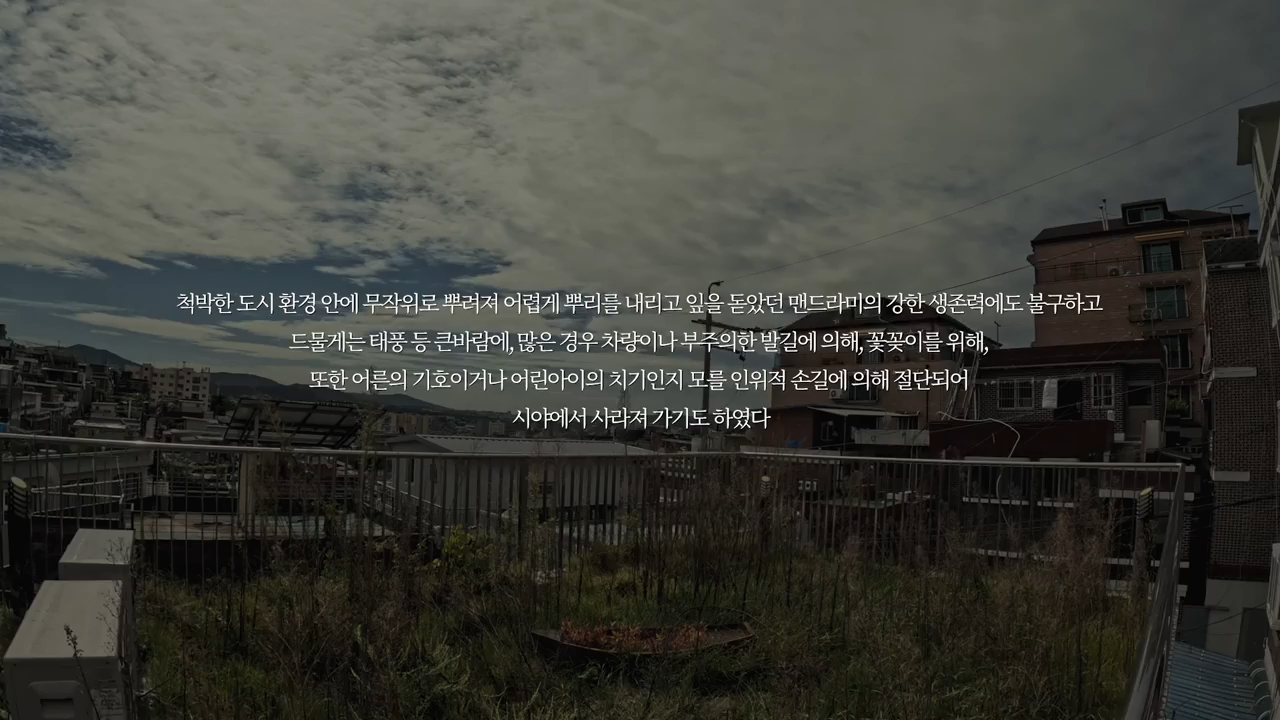 척박한 도시 환경 안에 무작위로 뿌려져 어렵게 뿌리를 내리고 잎을 돋았던 맨드라미의 강한 생존력에도 불구하고
드물게는 태풍 등 큰바람에, 많은 경우 차량이나 부주의한 발길에 의해, 꽃꽂이를 위해,
또한 어른의 기호이거나 어린아이의 치기인지 모를 인위적 손길에 의해 절단되어
시야에서 사라져 가기도 하였다